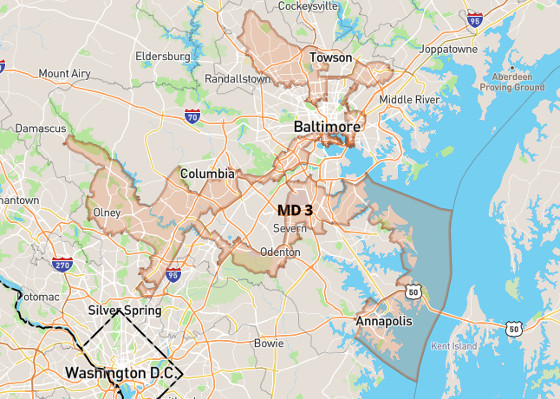 Cockeysville
95
Eldersburg
Towson
Joppatowne
Mount Airy
Randallstown
Aberdeen
Proving Ground
Middle River
70
Damascus
Baltimore
Columbia
ntown
Olney
MD 3
Severn
Odenton
270
95
otomac
50
Silver Spring
Annapolis
50
Bowie
Kent Island
Washington D.C.